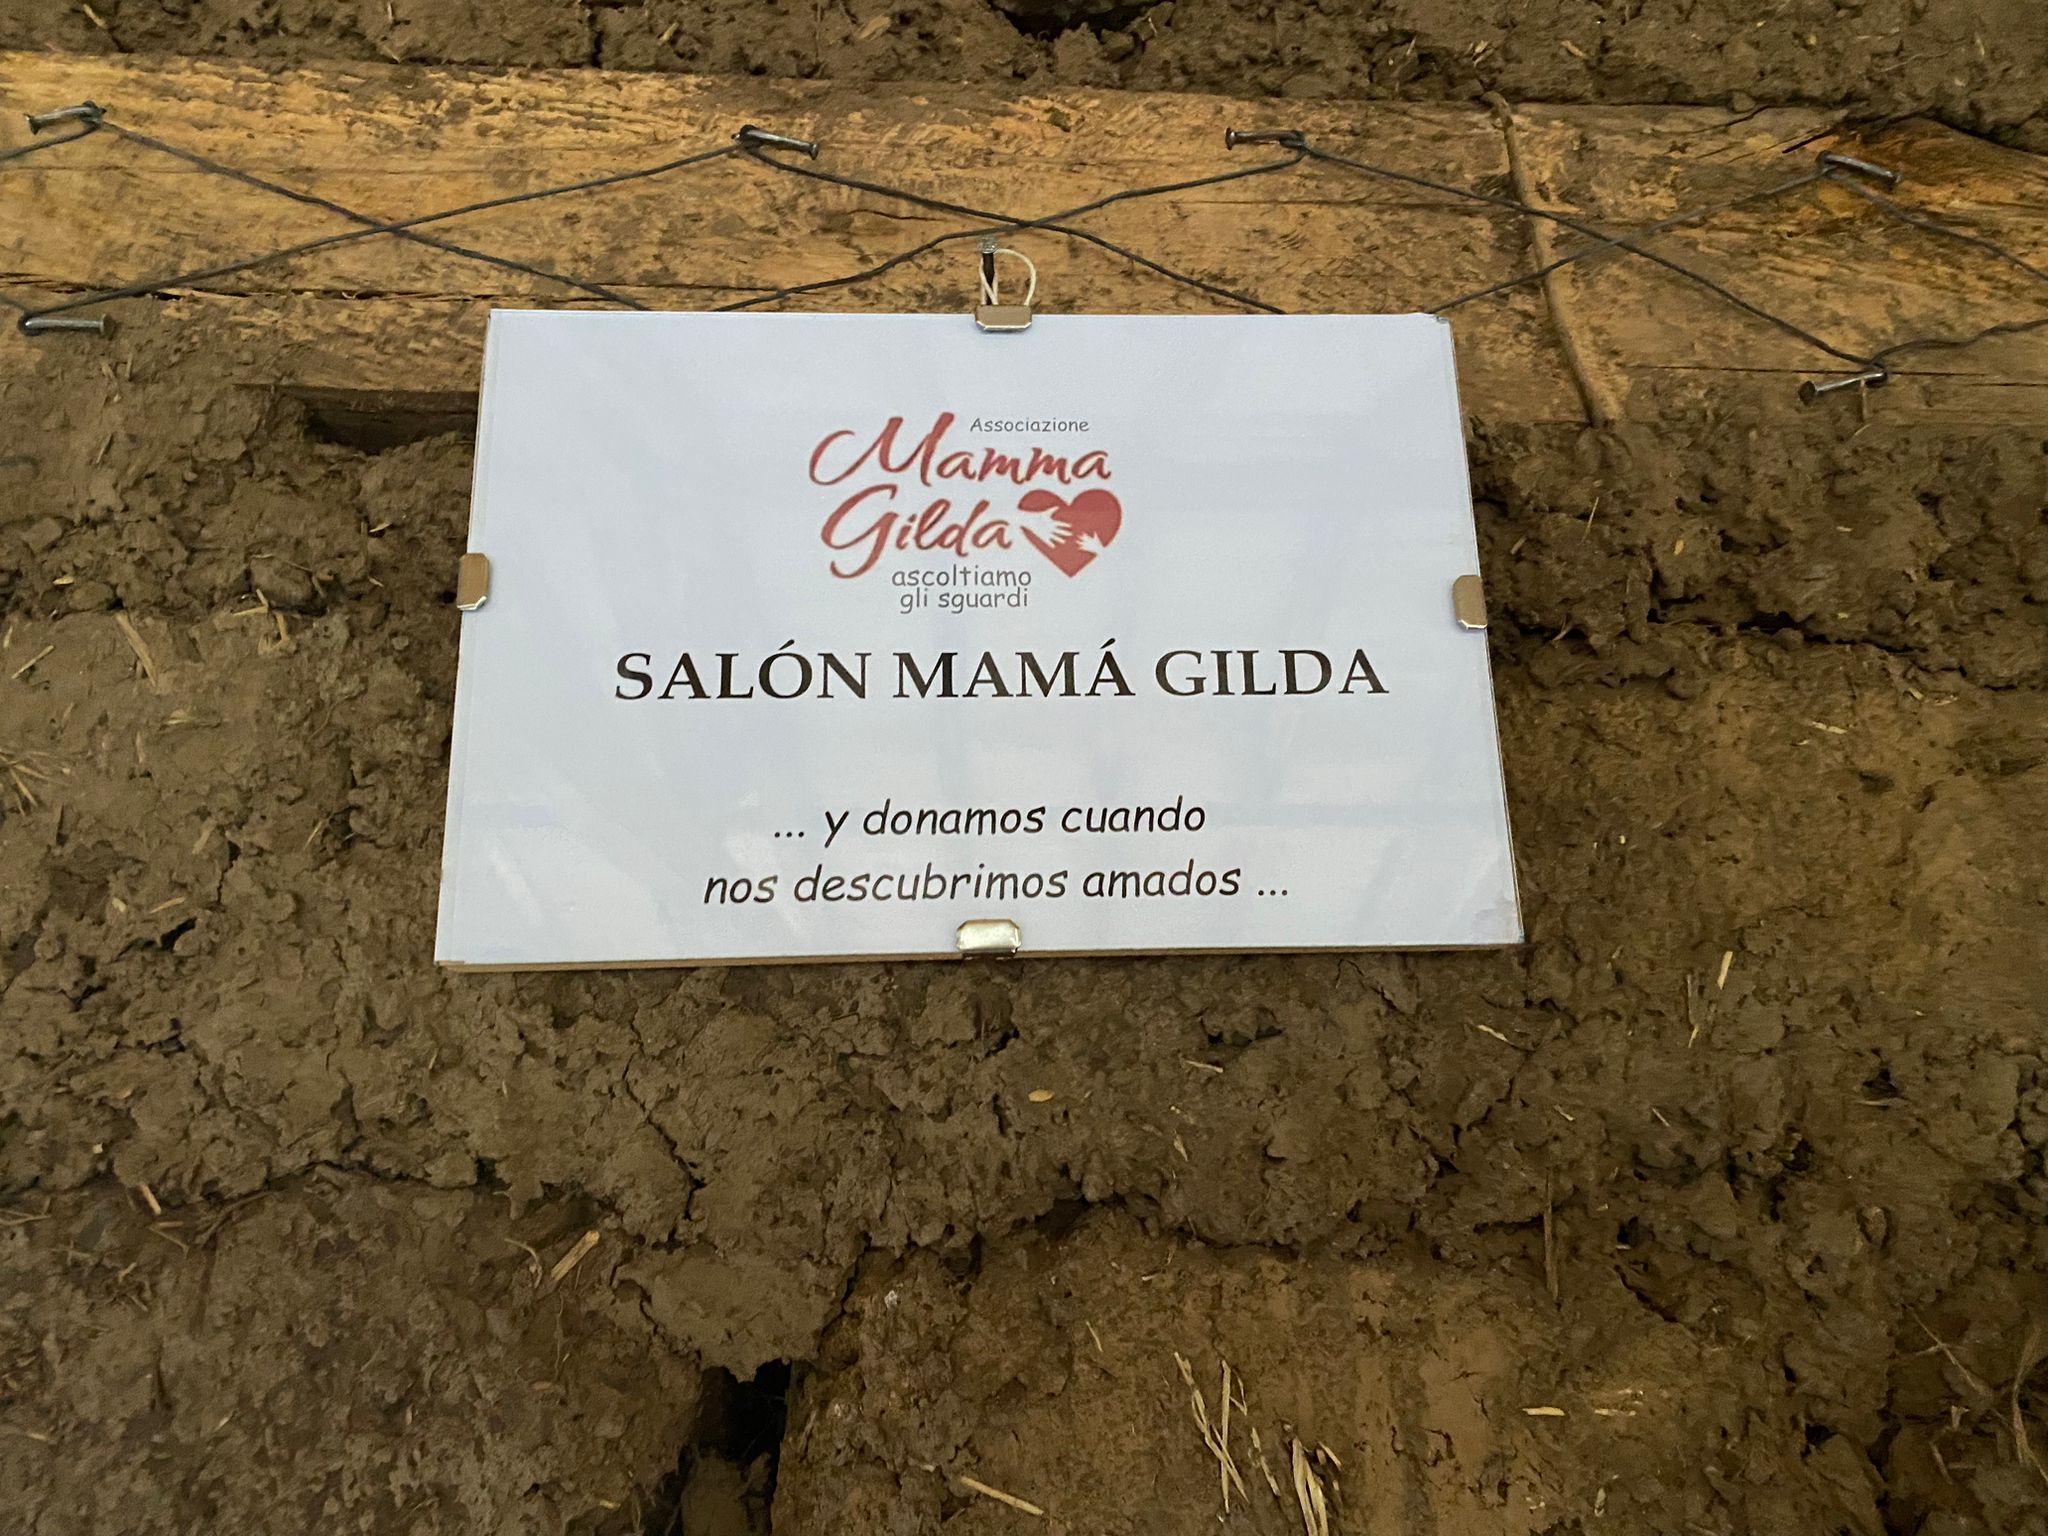 Associazione
Mamma
Gilda
ascoltiamo
gli sguardi
SALÓN MAMÁ GILDA
... y donamos cuando
nos descubrimos amados ...